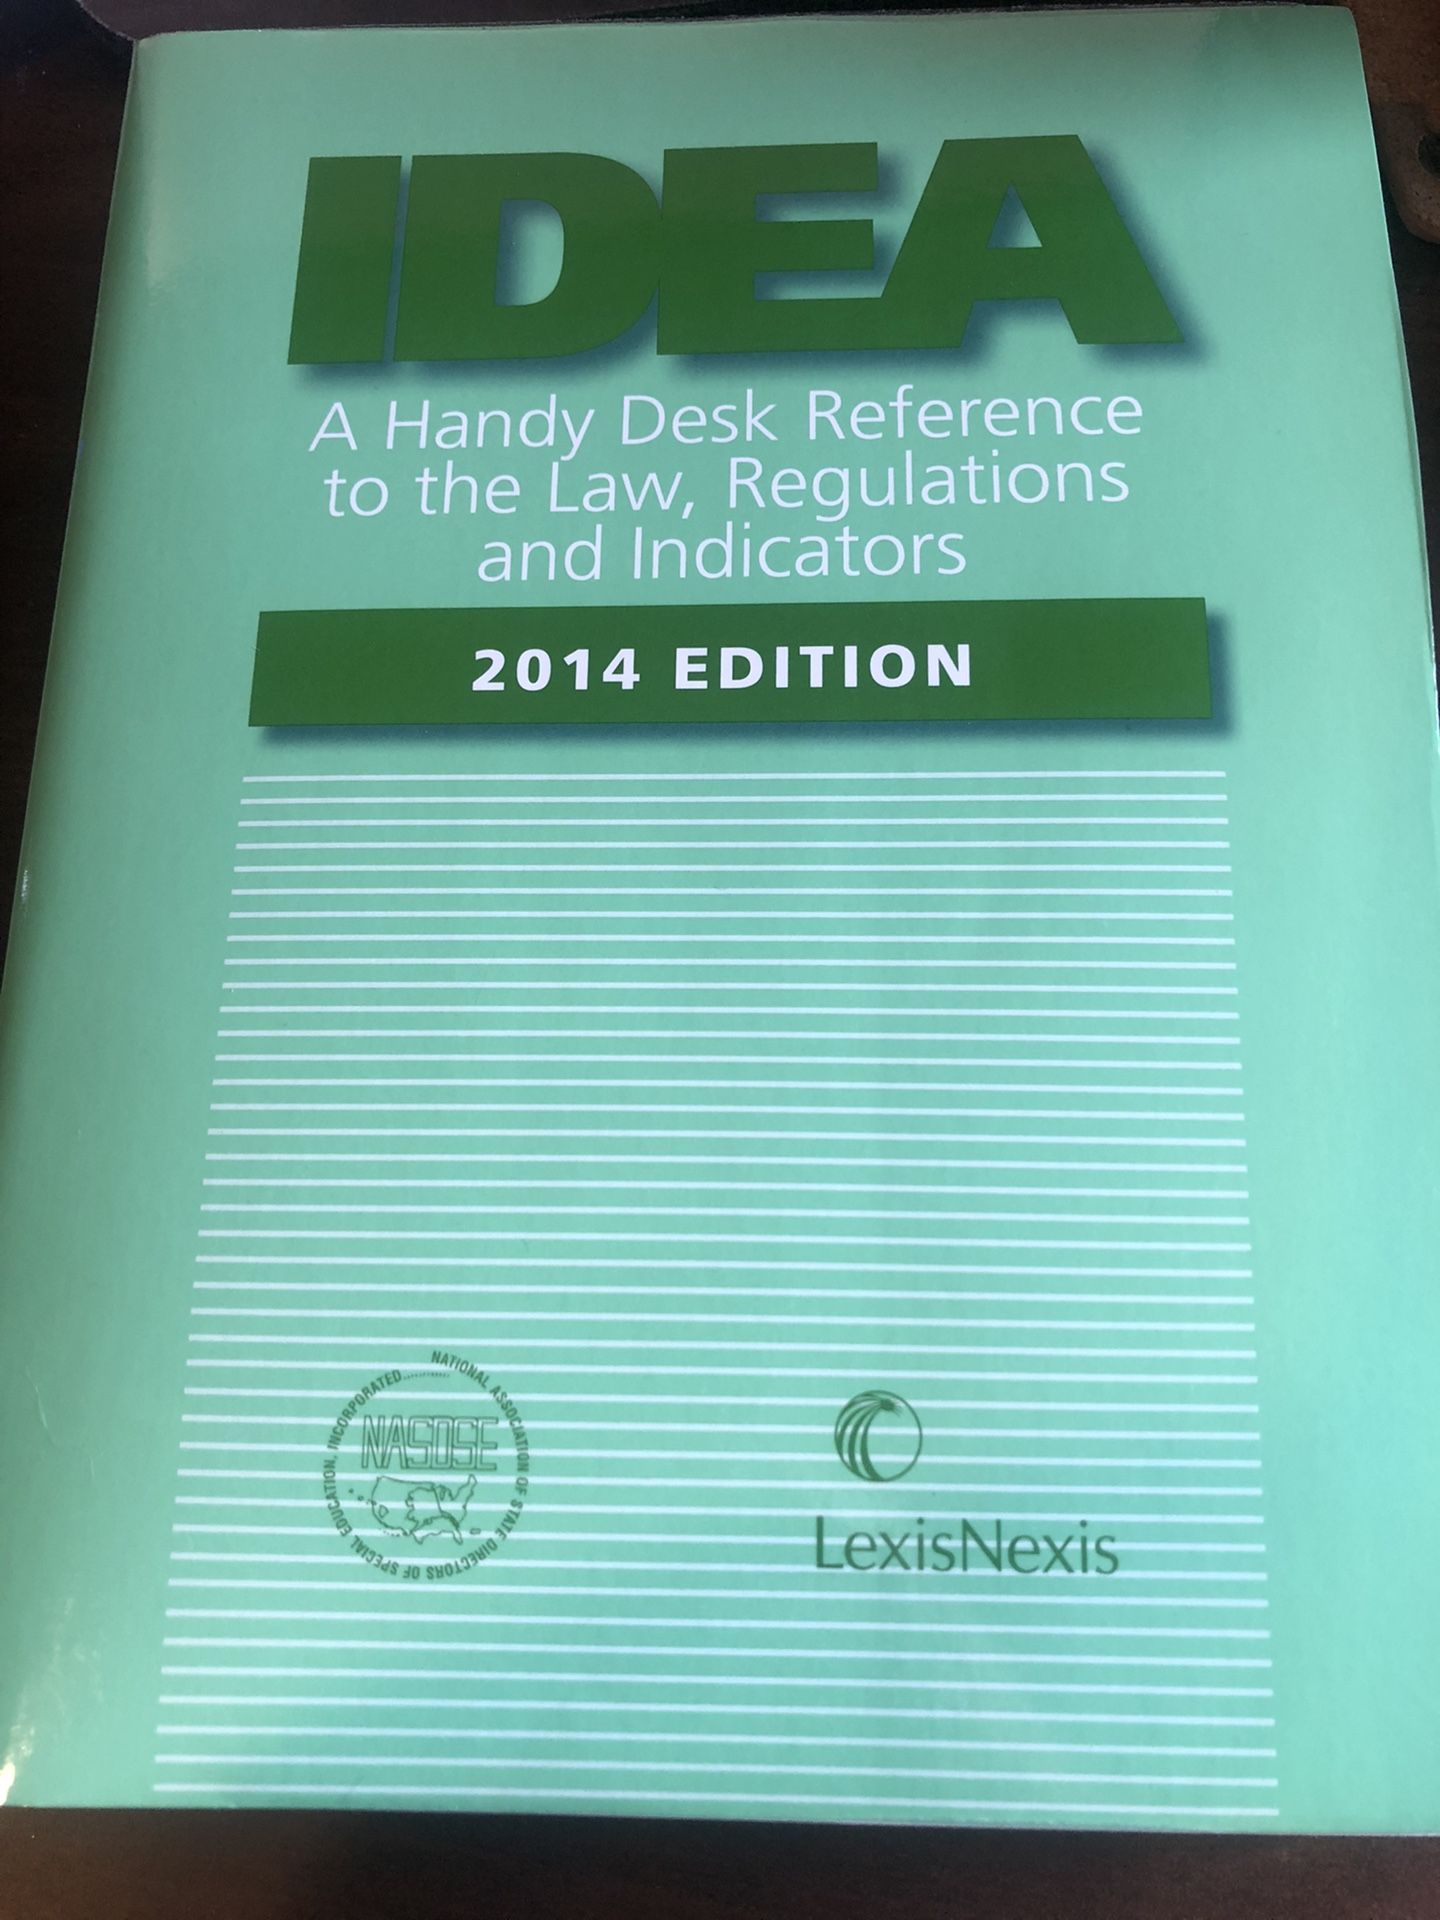 IDEA
A Handy Desk Reference
to the Law, Regulations
and Indicators
2014 EDITION
NATIONAL ASSOCIATION OF STATE DIRECTORS OF SPECIAL EDUCATION, INCORPORATED...........
NASDSE
LexisNexis